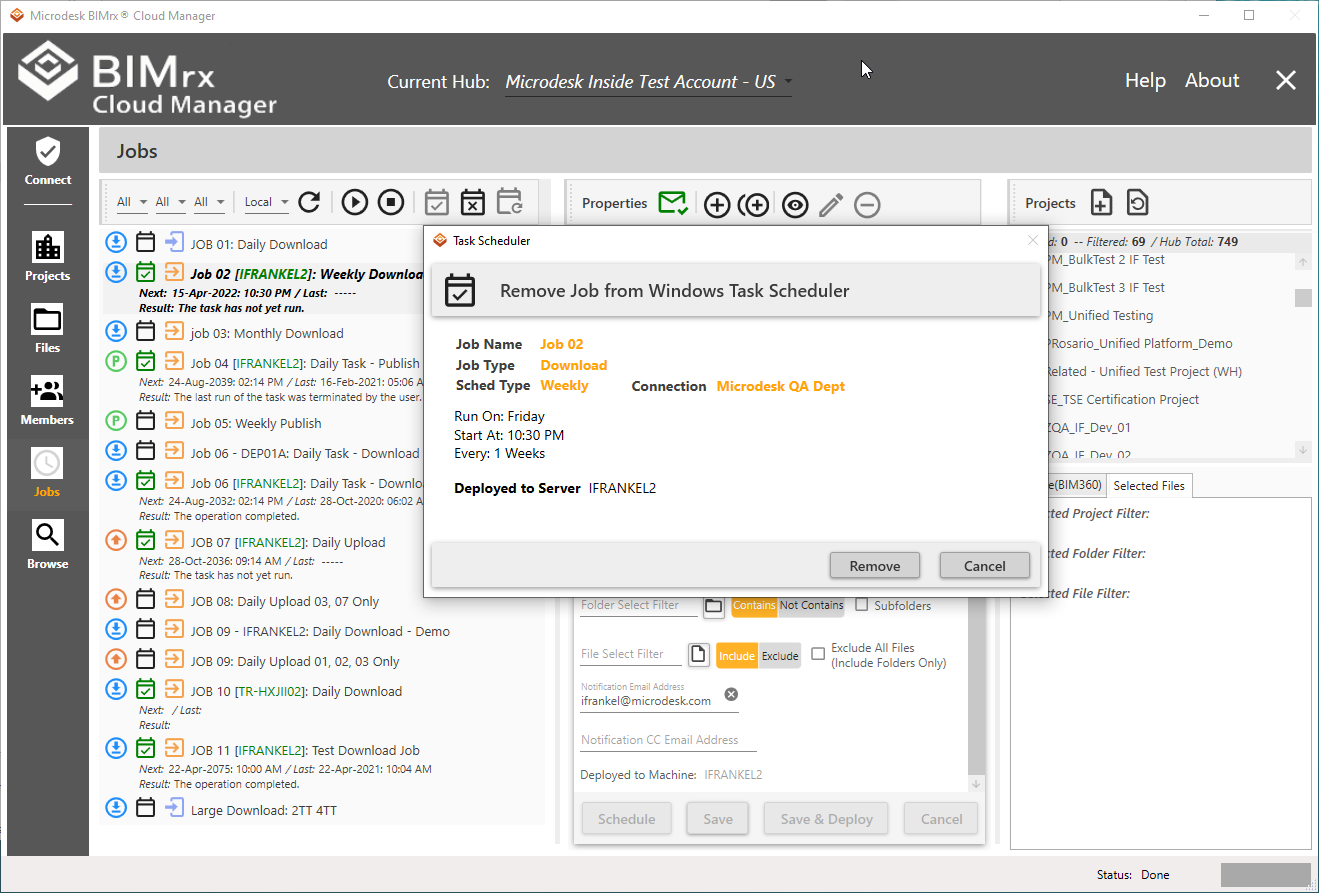 Microdesk BIMrx® Cloud Manager
BIMrx
Cloud Manager
Current Hub: Microdesk Inside Test Account - US
Help About
Connect
Projects
Files
Members
Jobs
Browse
Jobs
All All All Local
JOB 01: Daily Download
Job 02 [IFRANKEL2]: Weekly Downloa
Next: 15-Apr-2022: 10:30 PM / Last: -----
Result: The task has not yet run.
job 03: Monthly Download
Job 04 [IFRANKEL2]: Daily Task - Publish
Next: 24-Aug-2039: 02:14 PM / Last: 16-Feb-2021: 05:06 A
Result: The last run of the task was terminated by the user.
Job 05: Weekly Publish
Job 06 - DEP01A: Daily Task - Download
Job 06 [IFRANKEL2]: Daily Task - Downlo
Next: 24-Aug-2032: 02:14 PM / Last: 28-Oct-2020: 06:02 A
Result: The operation completed.
JOB 07 [IFRANKEL2]: Daily Upload
Next: 28-Oct-2036: 09:14 AM / Last: -----
Result: The task has not yet run.
JOB 08: Daily Upload 03, 07 Only
JOB 09 - IFRANKEL2: Daily Download - Demo
JOB 09: Daily Upload 01, 02, 03 Only
JOB 10 [TR-HXJII02]: Daily Download
Next: / Last:
Result:
JOB 11 [IFRANKEL2]: Test Download Job
Next: 22-Apr-2075: 10:00 AM / Last: 22-Apr-2021: 10:04 AM
Result: The operation completed.
Large Download: 2TT 4TT
Properties
Task Scheduler
Remove Job from Windows Task Scheduler
Job Name Job 02
Job Type Download
Sched Type Weekly Connection Microdesk QA Dept
Run On: Friday
Start At: 10:30 PM
Every: 1 Weeks
Deployed to Server IFRANKEL2
Remove Cancel
Folder Select Filter Contains Not Contains Subfolders
File Select Filter Include Exclude Exclude All Files
(Include Folders Only)
Notification Email Address
ifrankel@microdesk.com
Notification CC Email Address
Deployed to Machine: IFRANKEL2
Schedule Save Save & Deploy Cancel
Projects
d: 0 -- Filtered: 69 / Hub Total: 749
PM_BulkTest 2 IF Test
PM_BulkTest 3 IF Test
PM_Unified Testing
PRosario_Unified Platform_Demo
Related - Unified Test Project (WH)
SE_TSE Certification Project
ZQA_IF_Dev_01
ZQA_IF_Dev_02
e(BIM360) Selected Files
cted Project Filter:
cted Folder Filter:
Selected File Filter:
Status: Done